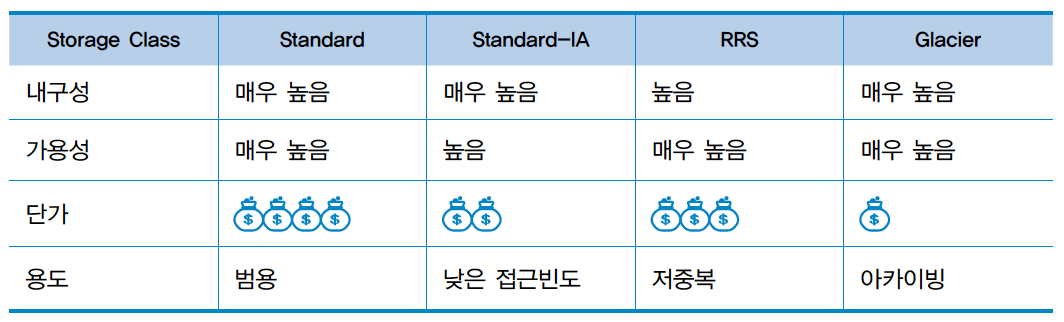 Storage Class Standard Standard-IA RRS Glacier
내구성 매우 높음 매우 높음 높음 매우 높음
가용성 매우 높음 높음 매우 높음 매우 높음
단가 $ $ $ $ $ $ $ $ $ $
용도 범용 낮은 접근빈도 저중복 아카이빙